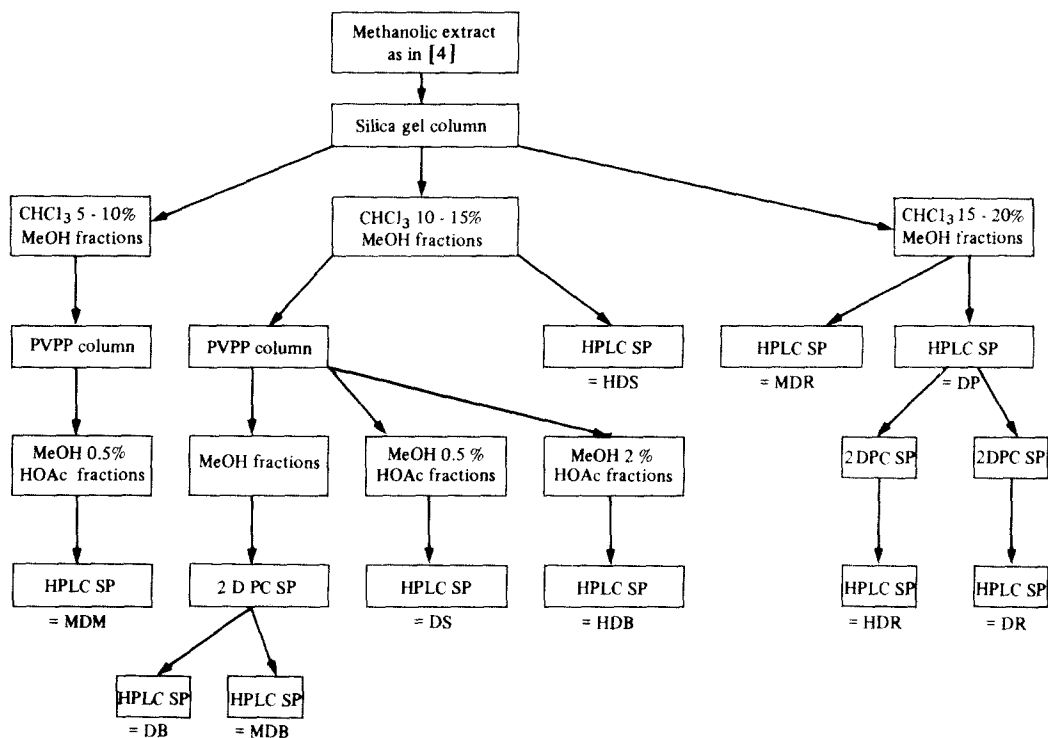 Methanolic extract
as in [4]
Silica gel column
CHCl3 5 - 10%
MeOH fractions
CHCl3 10 - 15%
MeOH fractions
CHCl3 15 - 20%
MeOH fractions
PVPP column
PVPP column
HPLC SP
= HDS
HPLC SP
= MDR
HPLC SP
= DP
MeOH 0.5%
HOAc fractions
MeOH fractions
MeOH 0.5%
HOAc fractions
MeOH 2 %
HOAc fractions
2DPC SP
2DPC SP
HPLC SP
= MDM
2 D PC SP
HPLC SP
= DS
HPLC SP
= HDB
HPLC SP
= HDR
HPLC SP
= DR
HPLC SP
= DB
HPLC SP
= MDB